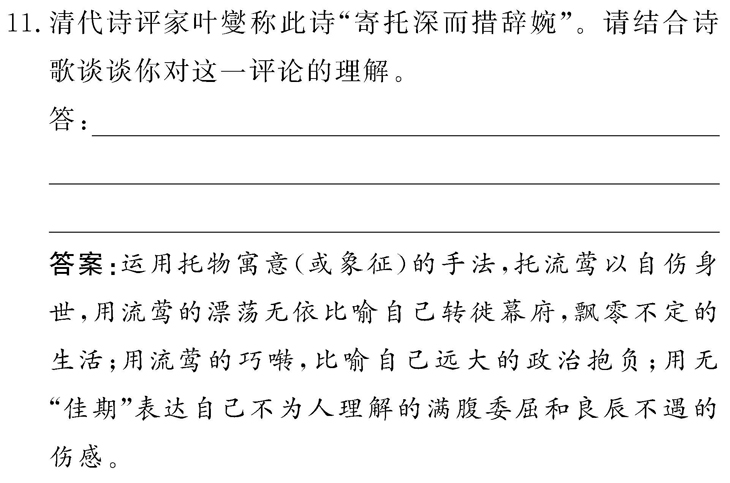 11.清代诗评家叶燮称此诗“寄托深而措辞婉”。请结合诗
歌谈谈你对这一评论的理解。
答:
答案:运用托物寓意(或象征)的手法,托流莺以自伤身
世,用流莺的漂荡无依比喻自己转徙幕府,飘零不定的
生活;用流莺的巧啭,比喻自己远大的政治抱负;用无
“佳期”表达自己不为人理解的满腹委屈和良辰不遇的
伤感。